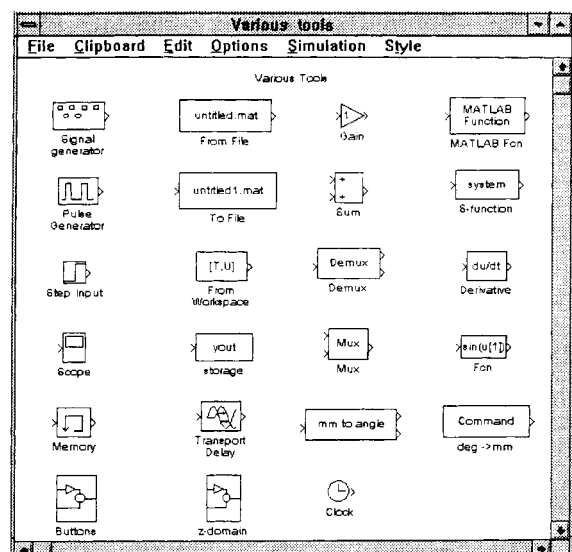 Various tools
File Clipboard Edit Options Simulation Style
Various Tools
untitled.mat
1
MATLAB
Function
Signal
generator
From File
Gain
MATLAB Fcn
untitled1.mat
+
+
system
Pulse
Generator
To File
Sum
S-function
[T,U]
Demux
du/dt
Step Input
From
Workspace
Demux
Derivative
yout
Mux
sin(u[1])
Scope
storage
Mux
Fcn
mm to angle
Command
Memory
Transport
Delay
deg ->mm
Buttons
z-domain
Clock